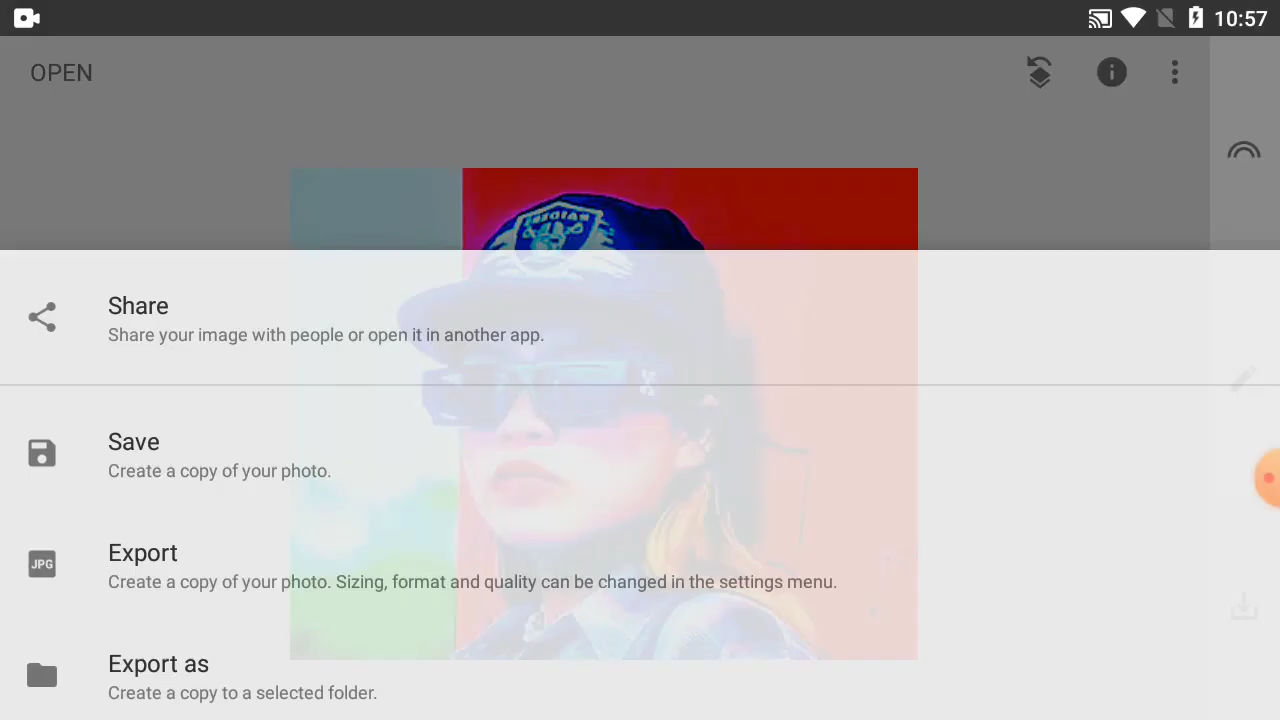 10:57
OPEN
Share
Share your image with people or open it in another app.
Save
Create a copy of your photo.
JPG
Export
Create a copy of your photo. Sizing, format and quality can be changed in the settings menu.
Export as
Create a copy to a selected folder.